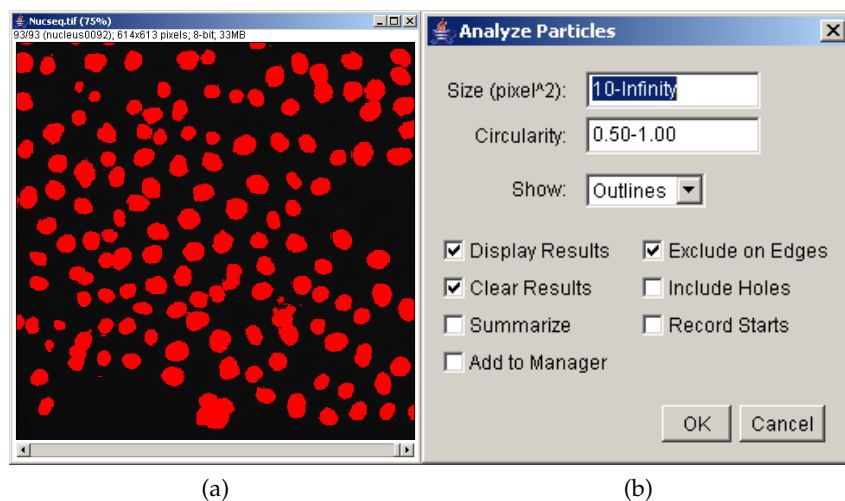 Nucseq.tif (75%)
93/93 (nucleus0092); 614x613 pixels; 8-bit; 33MB
Analyze Particles
Size (pixel^2): 10-Infinity
Circularity: 0.50-1.00
Show: Outlines
Display Results Exclude on Edges
Clear Results Include Holes
Summarize Record Starts
Add to Manager
OK Cancel
(a) (b)